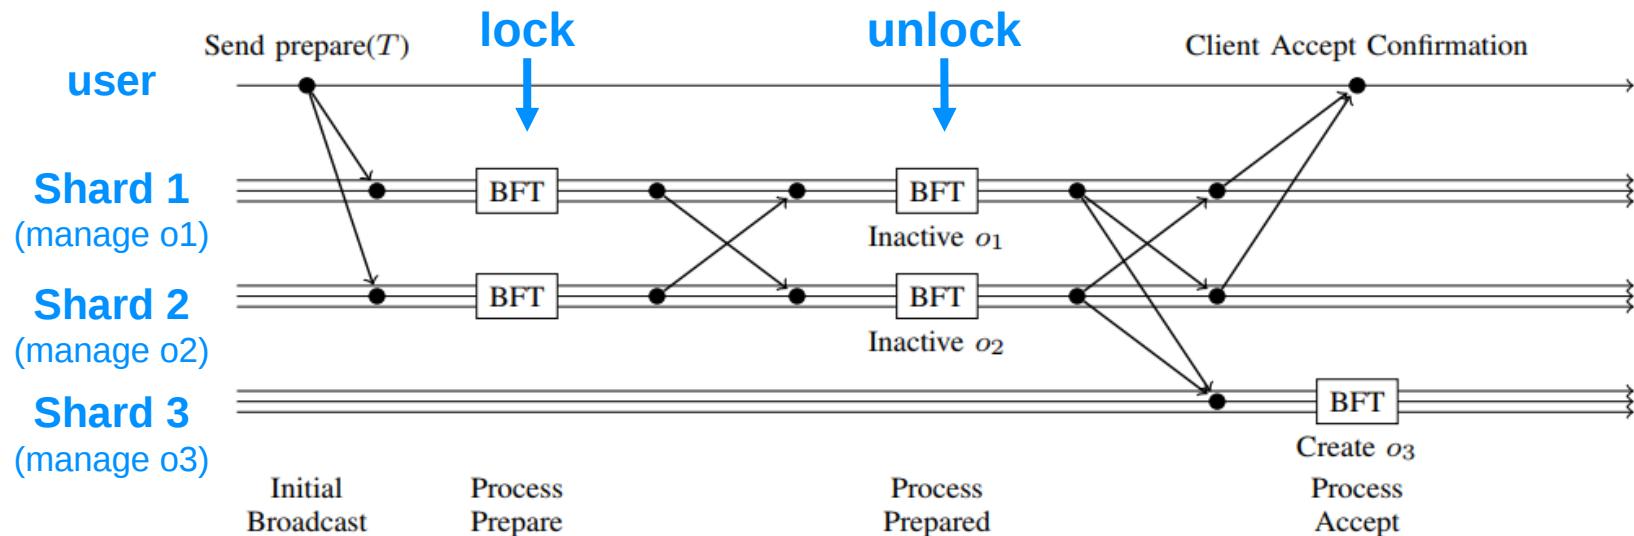 lock
unlock
Send prepare(T)
Client Accept Confirmation
user
Shard 1
(manage o1)
BFT
BFT
Inactive o₁
Shard 2
(manage o2)
BFT
BFT
Inactive o₂
Shard 3
(manage o3)
BFT
Create o₃
Initial
Broadcast
Process
Prepare
Process
Prepared
Process
Accept